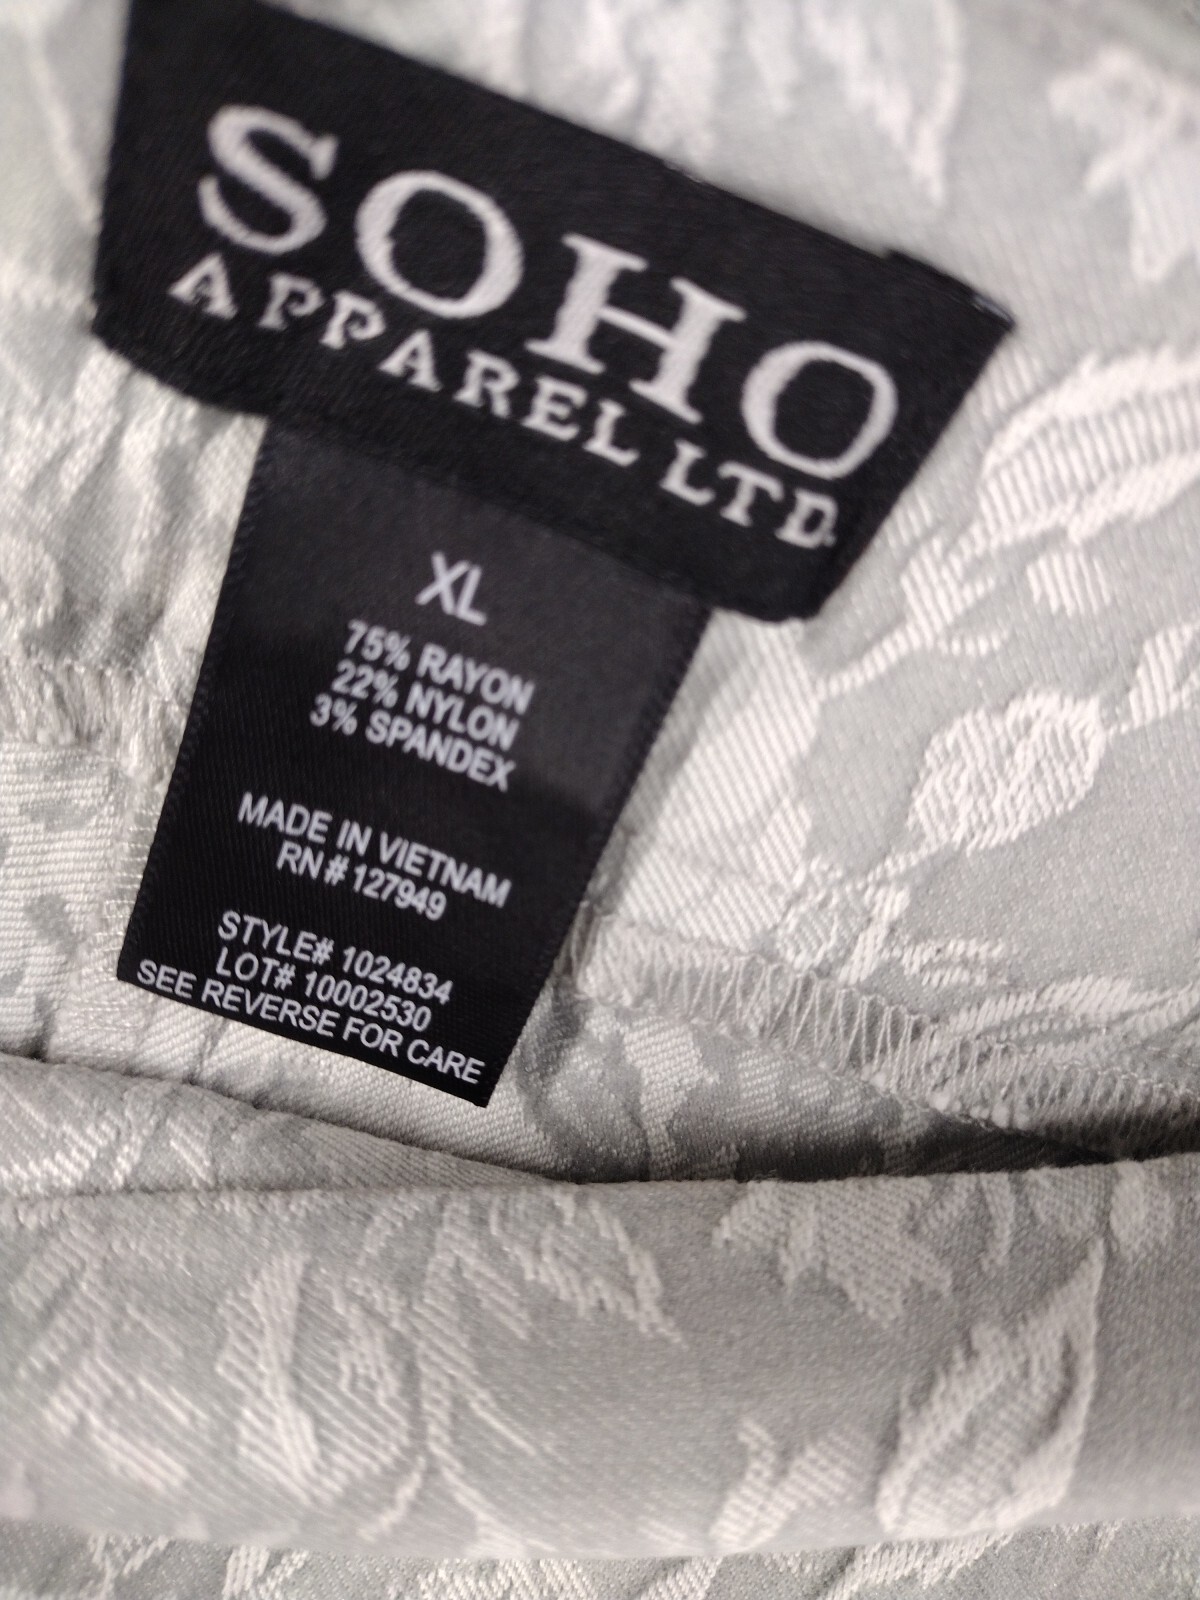 SOHO
APPAREL LTD.
XL
75% RAYON
22% NYLON
3% SPANDEX
MADE IN VIETNAM
RN # 127949
STYLE# 1024834
LOT# 10002530
SEE REVERSE FOR CARE